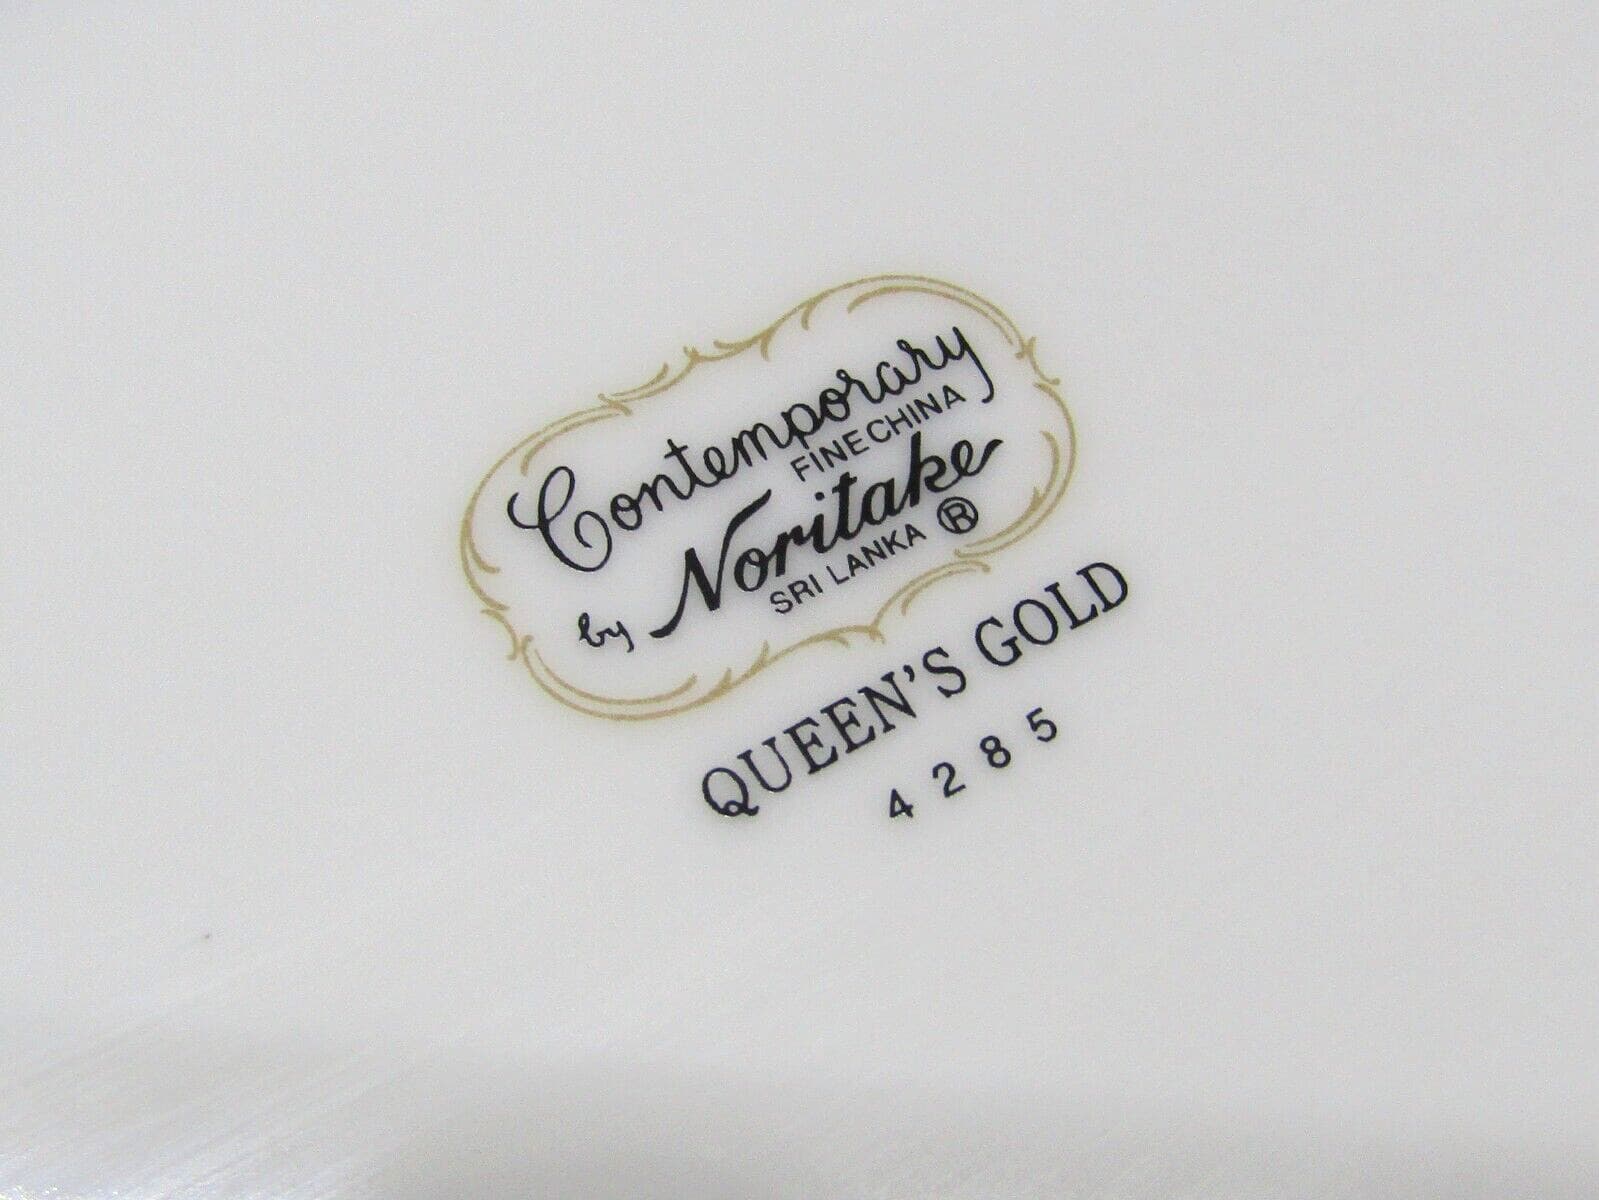 Contemporary
FINE CHINA
by Noritake
SRI LANKA ®
QUEEN'S GOLD
4285